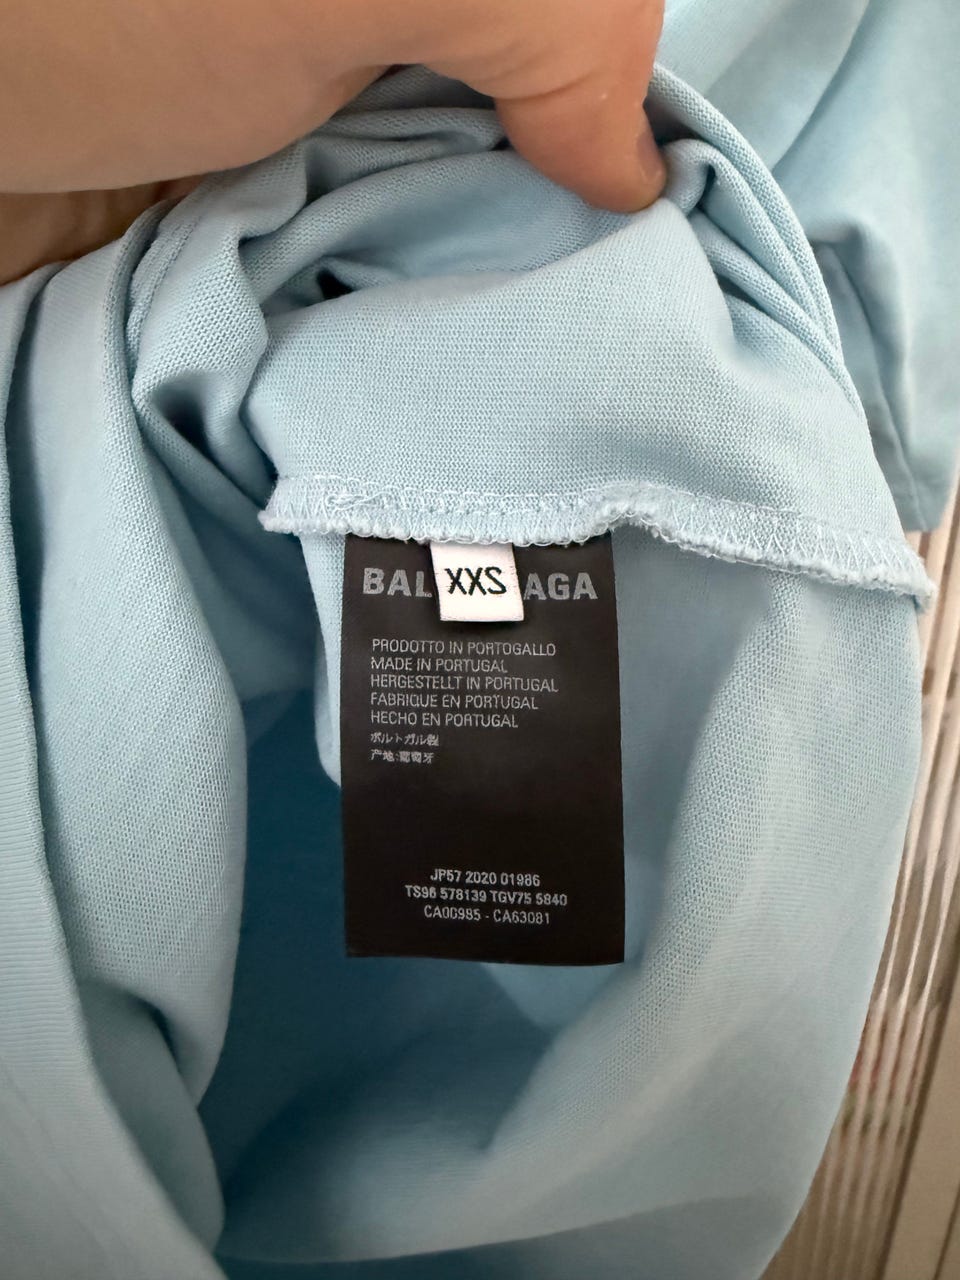 BAL XXS AGA
PRODOTTO IN PORTOGALLO
MADE IN PORTUGAL
HERGESTELLT IN PORTUGAL
FABRIQUE EN PORTUGAL
HECHO EN PORTUGAL
ポルトガル製
产地:葡萄牙
JP57 2020 01986
TS96 578139 TGV75 5840
CA00985 - CA63081